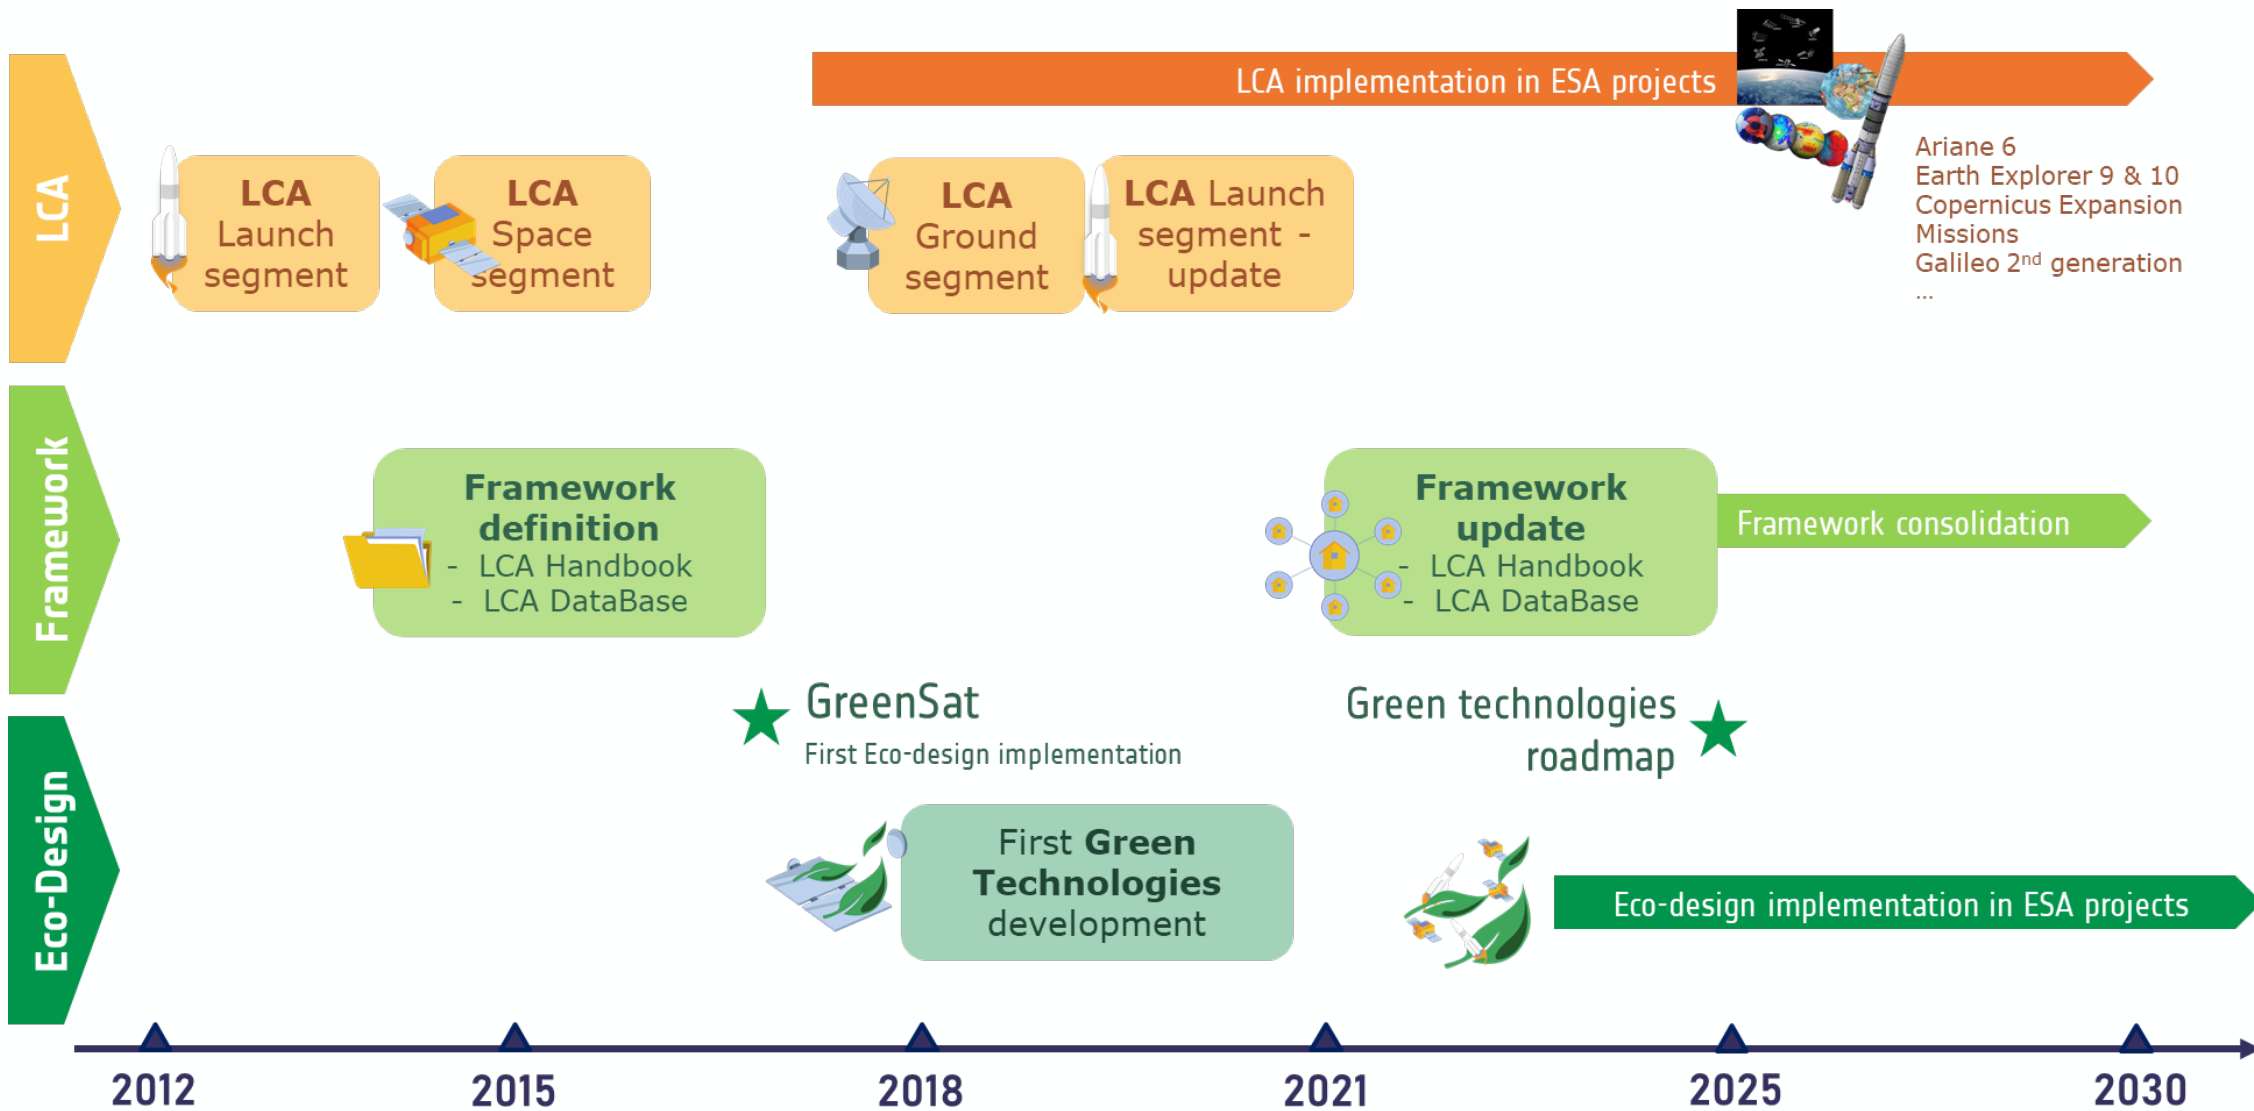 LCA
LCA implementation in ESA projects
LCA
Launch
segment
LCA
Space
segment
LCA
Ground
segment
LCA Launch
segment -
update
Ariane 6
Earth Explorer 9 & 10
Copernicus Expansion
Missions
Galileo 2nd generation
...
Framework
Framework
definition
- LCA Handbook
- LCA DataBase
Framework
update
- LCA Handbook
- LCA DataBase
Framework consolidation
Eco-Design
GreenSat
First Eco-design implementation
Green technologies
roadmap
First Green
Technologies
development
Eco-design implementation in ESA projects
2012
2015
2018
2021
2025
2030